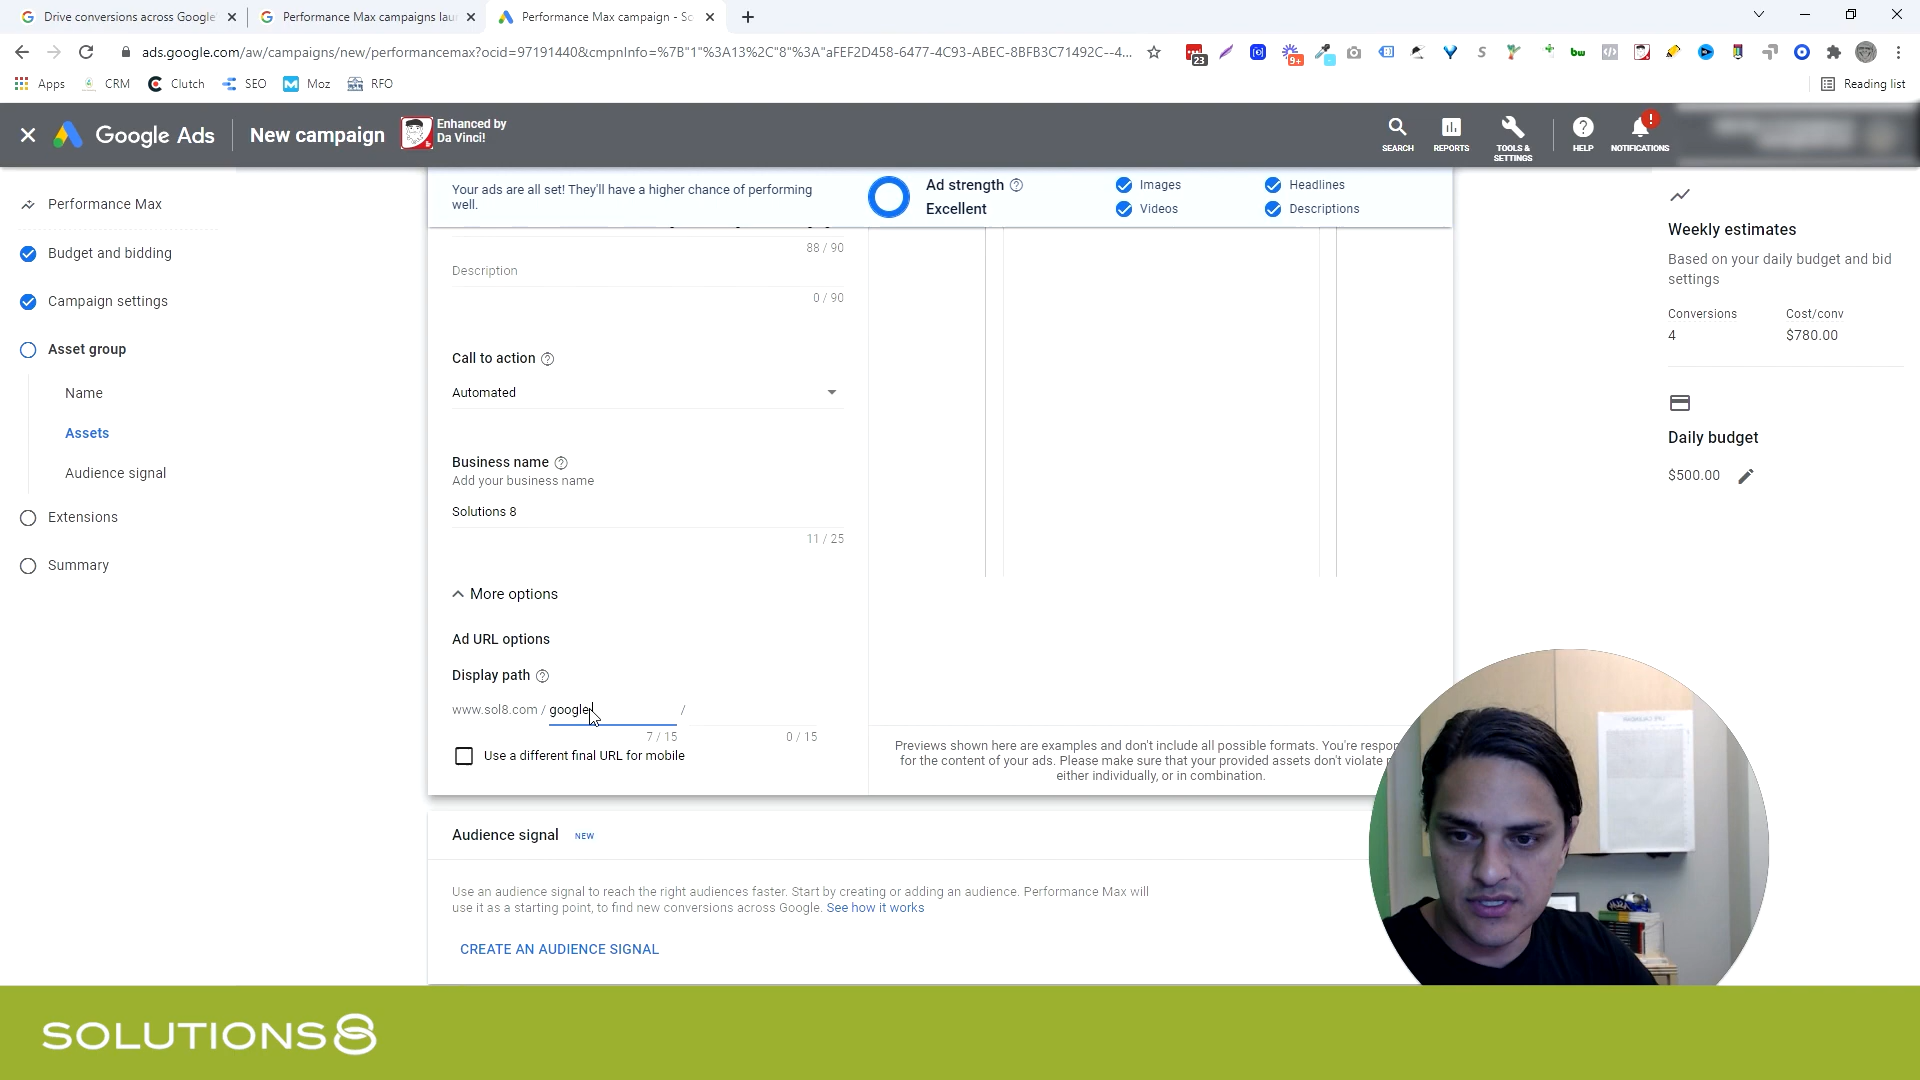 Drive conversions across Google
Performance Max campaigns lau
Performance Max campaign - So
ads.google.com/aw/campaigns/new/performancemax?ocid=97191440&cmpnInfo=%7B"1"%3A13%2C"8"%3A"aFEF2D458-6477-4C93-ABEC-8BFB3C71492C--4...
23
9+
bw
Apps
CRM
Clutch
SEO
Moz
RFO
Reading list
Google Ads
New campaign
Enhanced by
Da Vinci!
SEARCH
REPORTS
TOOLS &
SETTINGS
HELP
NOTIFICATIONS
Performance Max
Budget and bidding
Campaign settings
Asset group
Name
Assets
Audience signal
Extensions
Summary
Your ads are all set! They'll have a higher chance of performing
well.
Ad strength
Excellent
Images
Videos
Headlines
Descriptions
88 / 90
Description
0 / 90
Call to action
Automated
Business name
Add your business name
Solutions 8
11 / 25
More options
Ad URL options
Display path
www.sol8.com / google /
7 / 15
0 / 15
Use a different final URL for mobile
Previews shown here are examples and don't include all possible formats. You're
for the content of your ads. Please make sure that your provided assets don't violate
either individually, or in combination.
Audience signal NEW
Use an audience signal to reach the right audiences faster. Start by creating or adding an audience. Performance Max will
use it as a starting point, to find new conversions across Google. See how it works
CREATE AN AUDIENCE SIGNAL
Weekly estimates
Based on your daily budget and bid
settings
Conversions
Cost/conv
4
$780.00
Daily budget
$500.00
SOLUTIONS 8